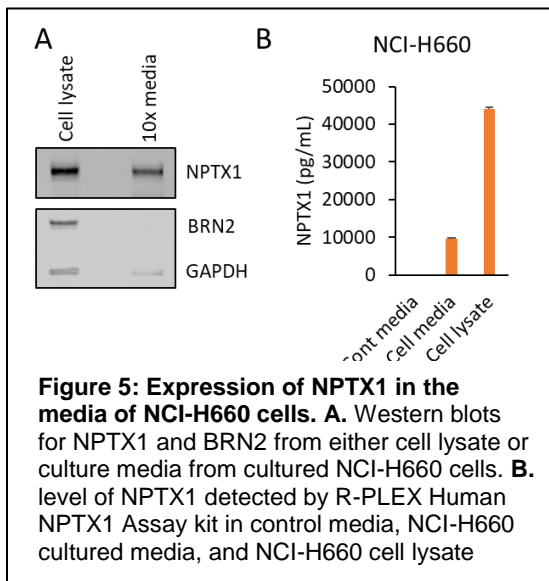 A
B
NCI-H660
Cell lysate
10x media
NPTX1
BRN2
GAPDH
NPTX1 (pg/mL)
50000
40000
30000
20000
10000
0
Cont media
Cell media
Cell lysate
Figure 5: Expression of NPTX1 in the
media of NCI-H660 cells. A. Western blots
for NPTX1 and BRN2 from either cell lysate or
culture media from cultured NCI-H660 cells. B.
level of NPTX1 detected by R-PLEX Human
NPTX1 Assay kit in control media, NCI-H660
cultured media, and NCI-H660 cell lysate